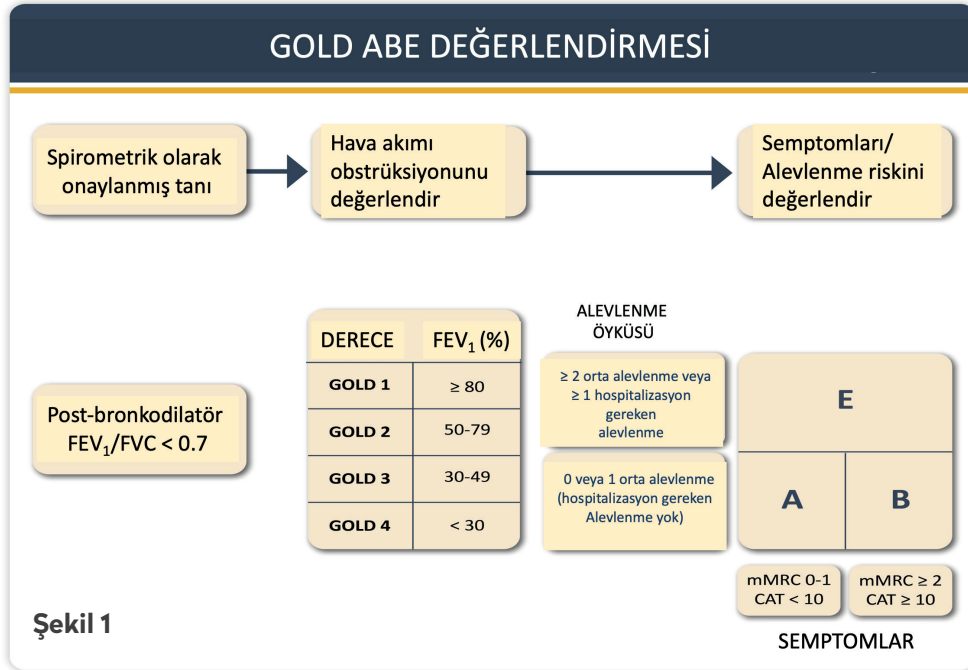 GOLD ABE DEĞERLENDİRMESİ
Spirometrik olarak
onaylanmış tanı
Hava akımı
obstrüksiyonunu
değerlendir
Semptomları/
Alevlenme riskini
değerlendir
Post-bronkodilatör
FEV₁/FVC < 0.7
DERECE FEV₁ (%)
GOLD 1 ≥ 80
GOLD 2 50-79
GOLD 3 30-49
GOLD 4 < 30
ALEVLENME
ÖYKÜSÜ
≥ 2 orta alevlenme veya
≥ 1 hospitalizasyon
gereken
alevlenme
0 veya 1 orta alevlenme
(hospitalizasyon gereken
Alevlenme yok)
E
A B
mMRC 0-1
CAT < 10
mMRC ≥ 2
CAT ≥ 10
SEMPTOMLAR
Şekil 1